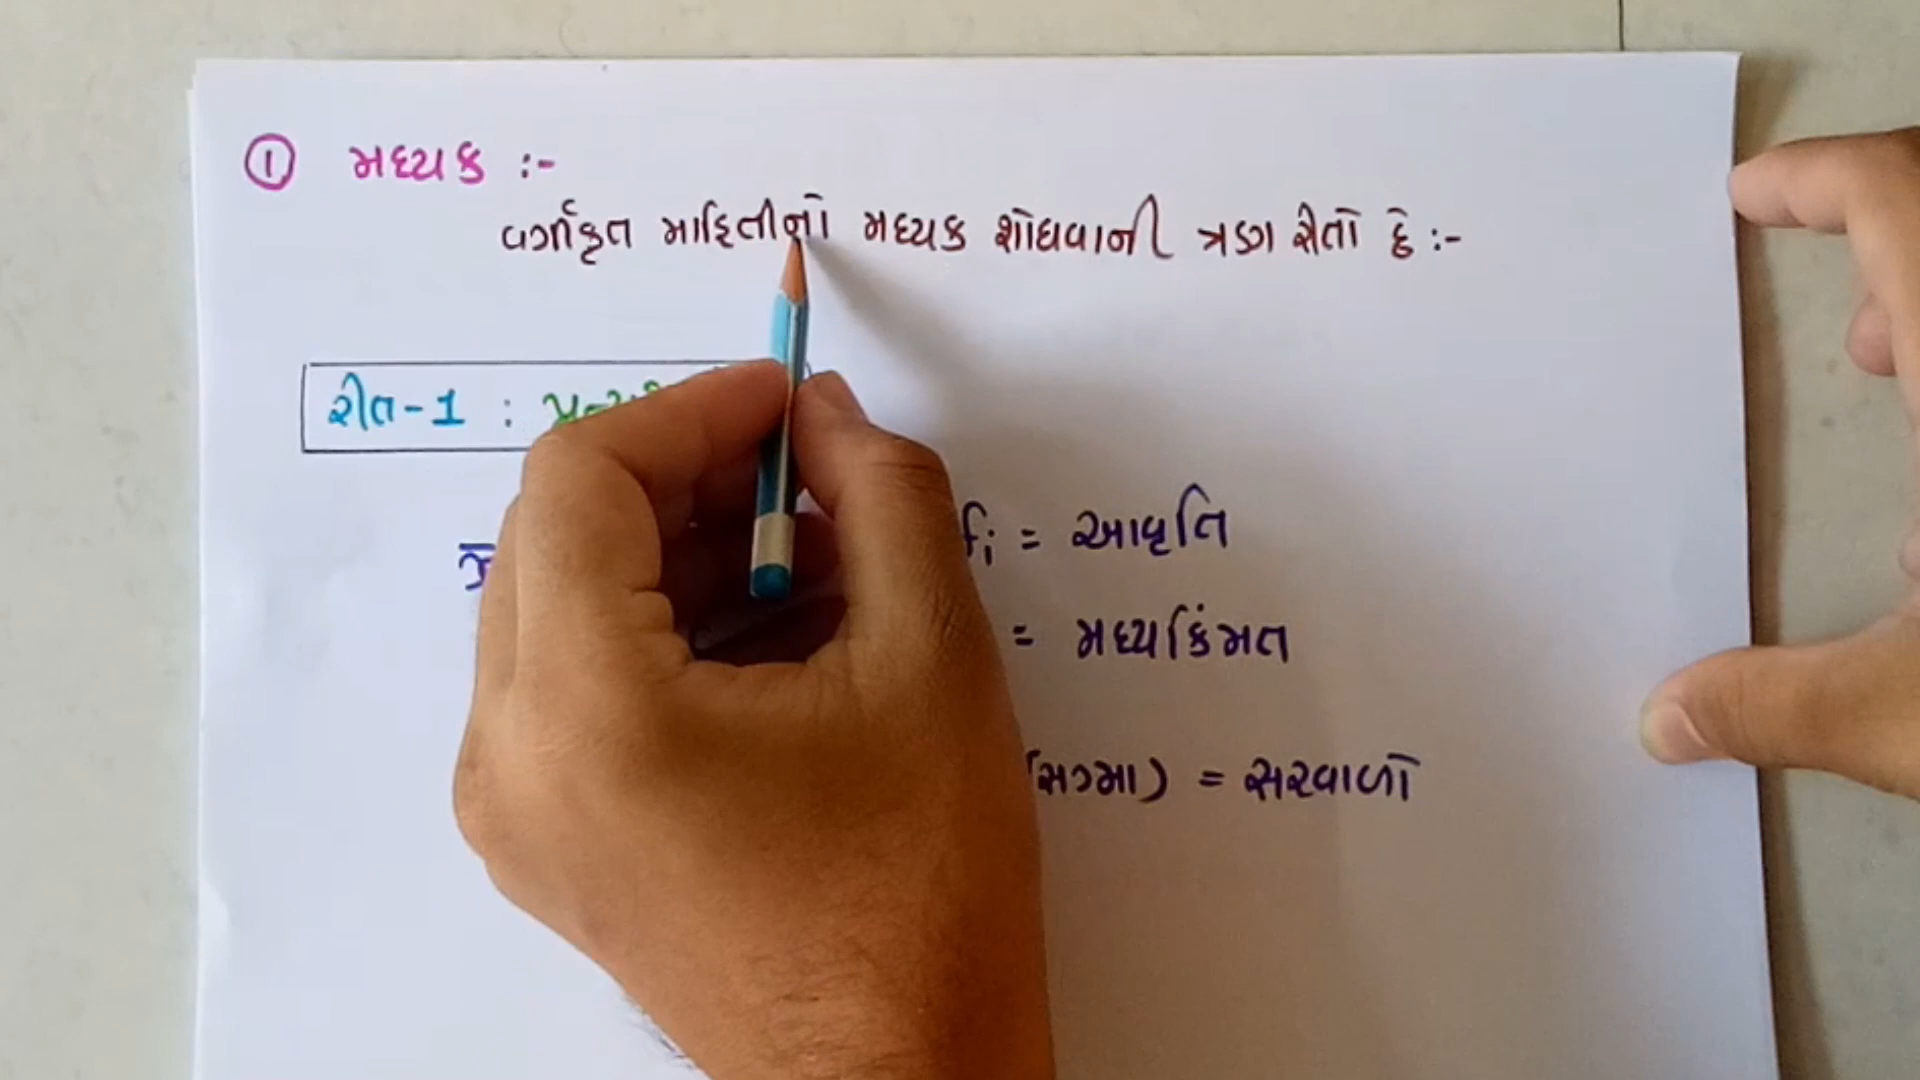 ① મધ્યક :-
વર્ગીકૃત માહિતીનો મધ્યક શોધવાની ત્રણ રીતો છે :-
રીત-1 :
x̄
fi = આવૃતિ
= મધ્યકિંમત
(સિગ્મા) = સરવાળો